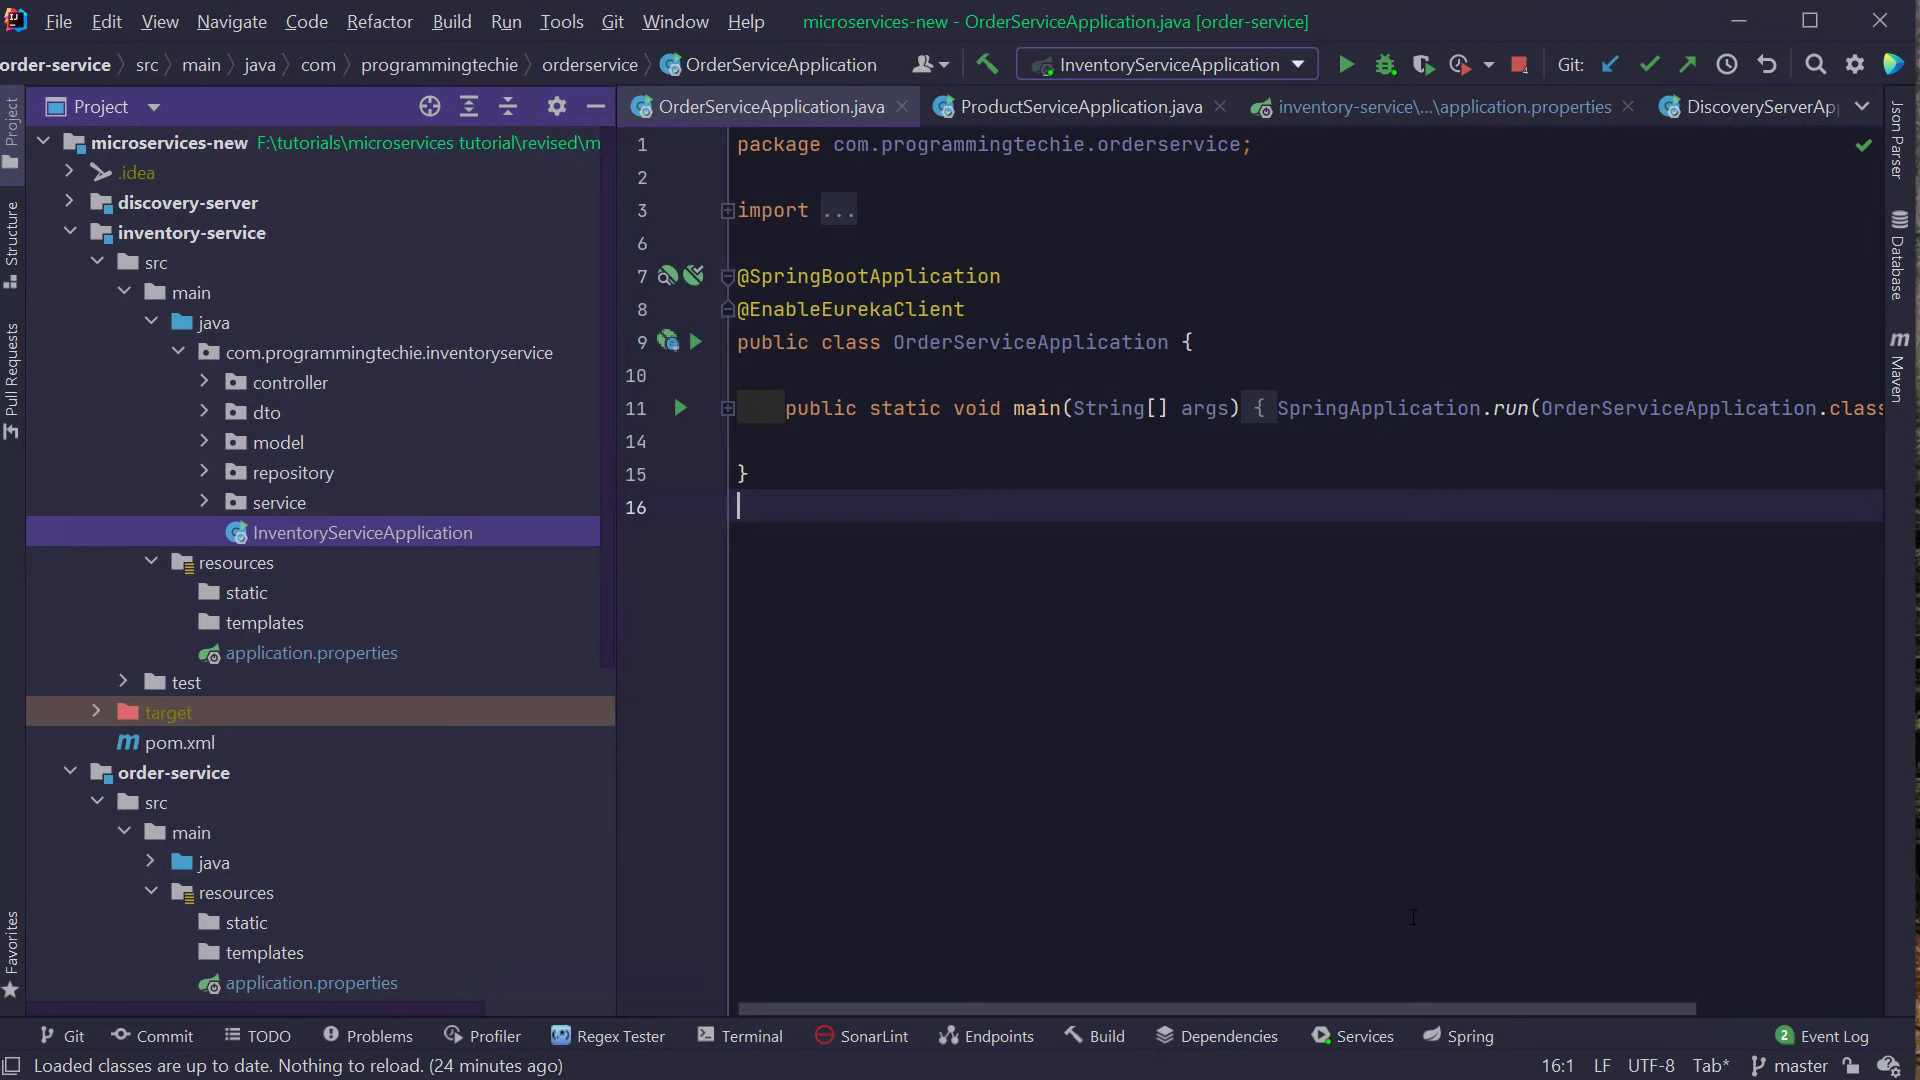 File Edit View Navigate Code Refactor Build Run Tools Git Window Help microservices-new - OrderServiceApplication.java [order-service]
order-service src main java com programmingtechie orderservice OrderServiceApplication InventoryServiceApplication Git:
Project
OrderServiceApplication.java ProductServiceApplication.java inventory-service\...\application.properties DiscoveryServerAp
microservices-new F:\tutorials\microservices tutorial\revised\m
.idea
discovery-server
inventory-service
src
main
java
com.programmingtechie.inventoryservice
controller
dto
model
repository
service
InventoryServiceApplication
resources
static
templates
application.properties
test
target
pom.xml
order-service
src
main
java
resources
static
templates
application.properties
1 package com.programmingtechie.orderservice;
2
3 import ...
6
7 @SpringBootApplication
8 @EnableEurekaClient
9 public class OrderServiceApplication {
10
11 public static void main(String[] args) { SpringApplication.run(OrderServiceApplication.class
14
15 }
16
Project
Structure
Pull Requests
Favorites
Json Parser
Database
Maven
Git Commit TODO Problems Profiler Regex Tester Terminal SonarLint Endpoints Build Dependencies Services Spring 2 Event Log
Loaded classes are up to date. Nothing to reload. (24 minutes ago) 16:1 LF UTF-8 Tab* master